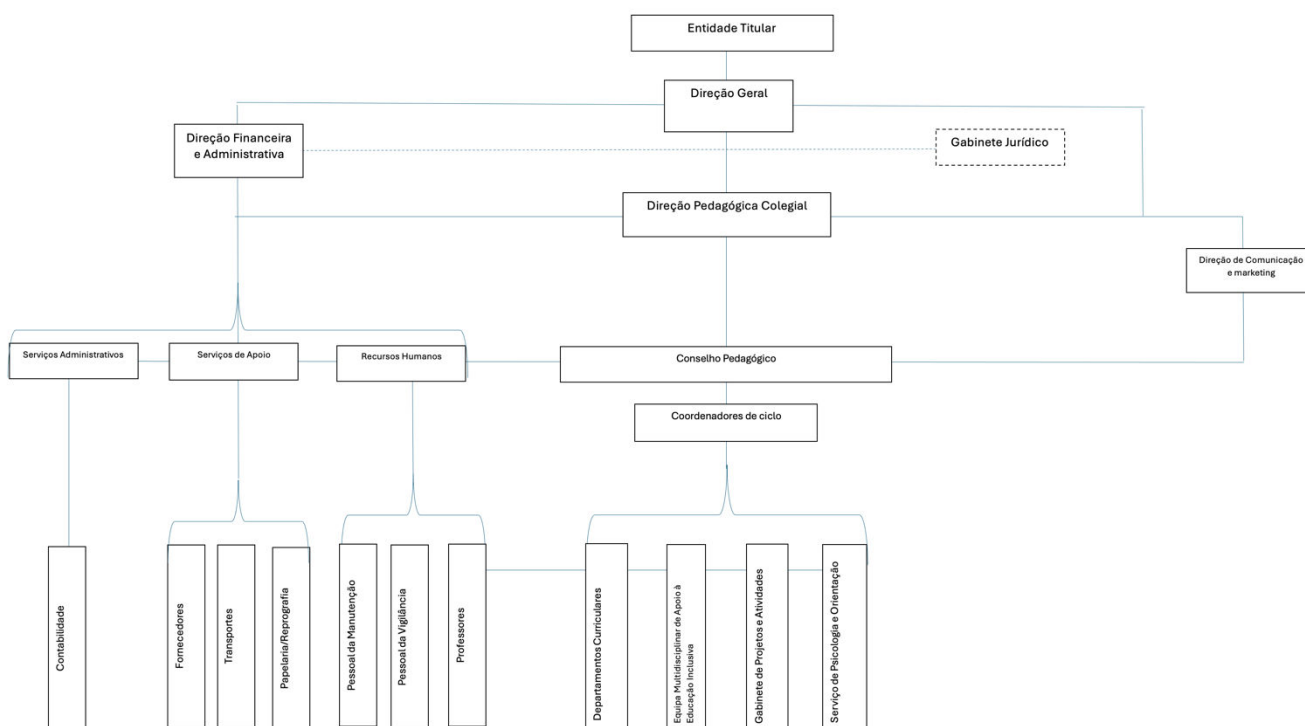 Entidade Titular
Direção Geral
Direção Financeira
e Administrativa
Gabinete Jurídico
Direção Pedagógica Colegial
Direção de Comunicação
e marketing
Serviços Administrativos
Serviços de Apoio
Recursos Humanos
Conselho Pedagógico
Coordenadores de ciclo
Contabilidade
Fornecedores
Transportes
Papelaria/Reprografia
Pessoal da Manutenção
Pessoal da Vigilância
Professores
Departamentos Curriculares
Equipa Multidisciplinar de Apoio à
Educação Inclusiva
Gabinete de Projetos e Atividades
Serviço de Psicologia e Orientação